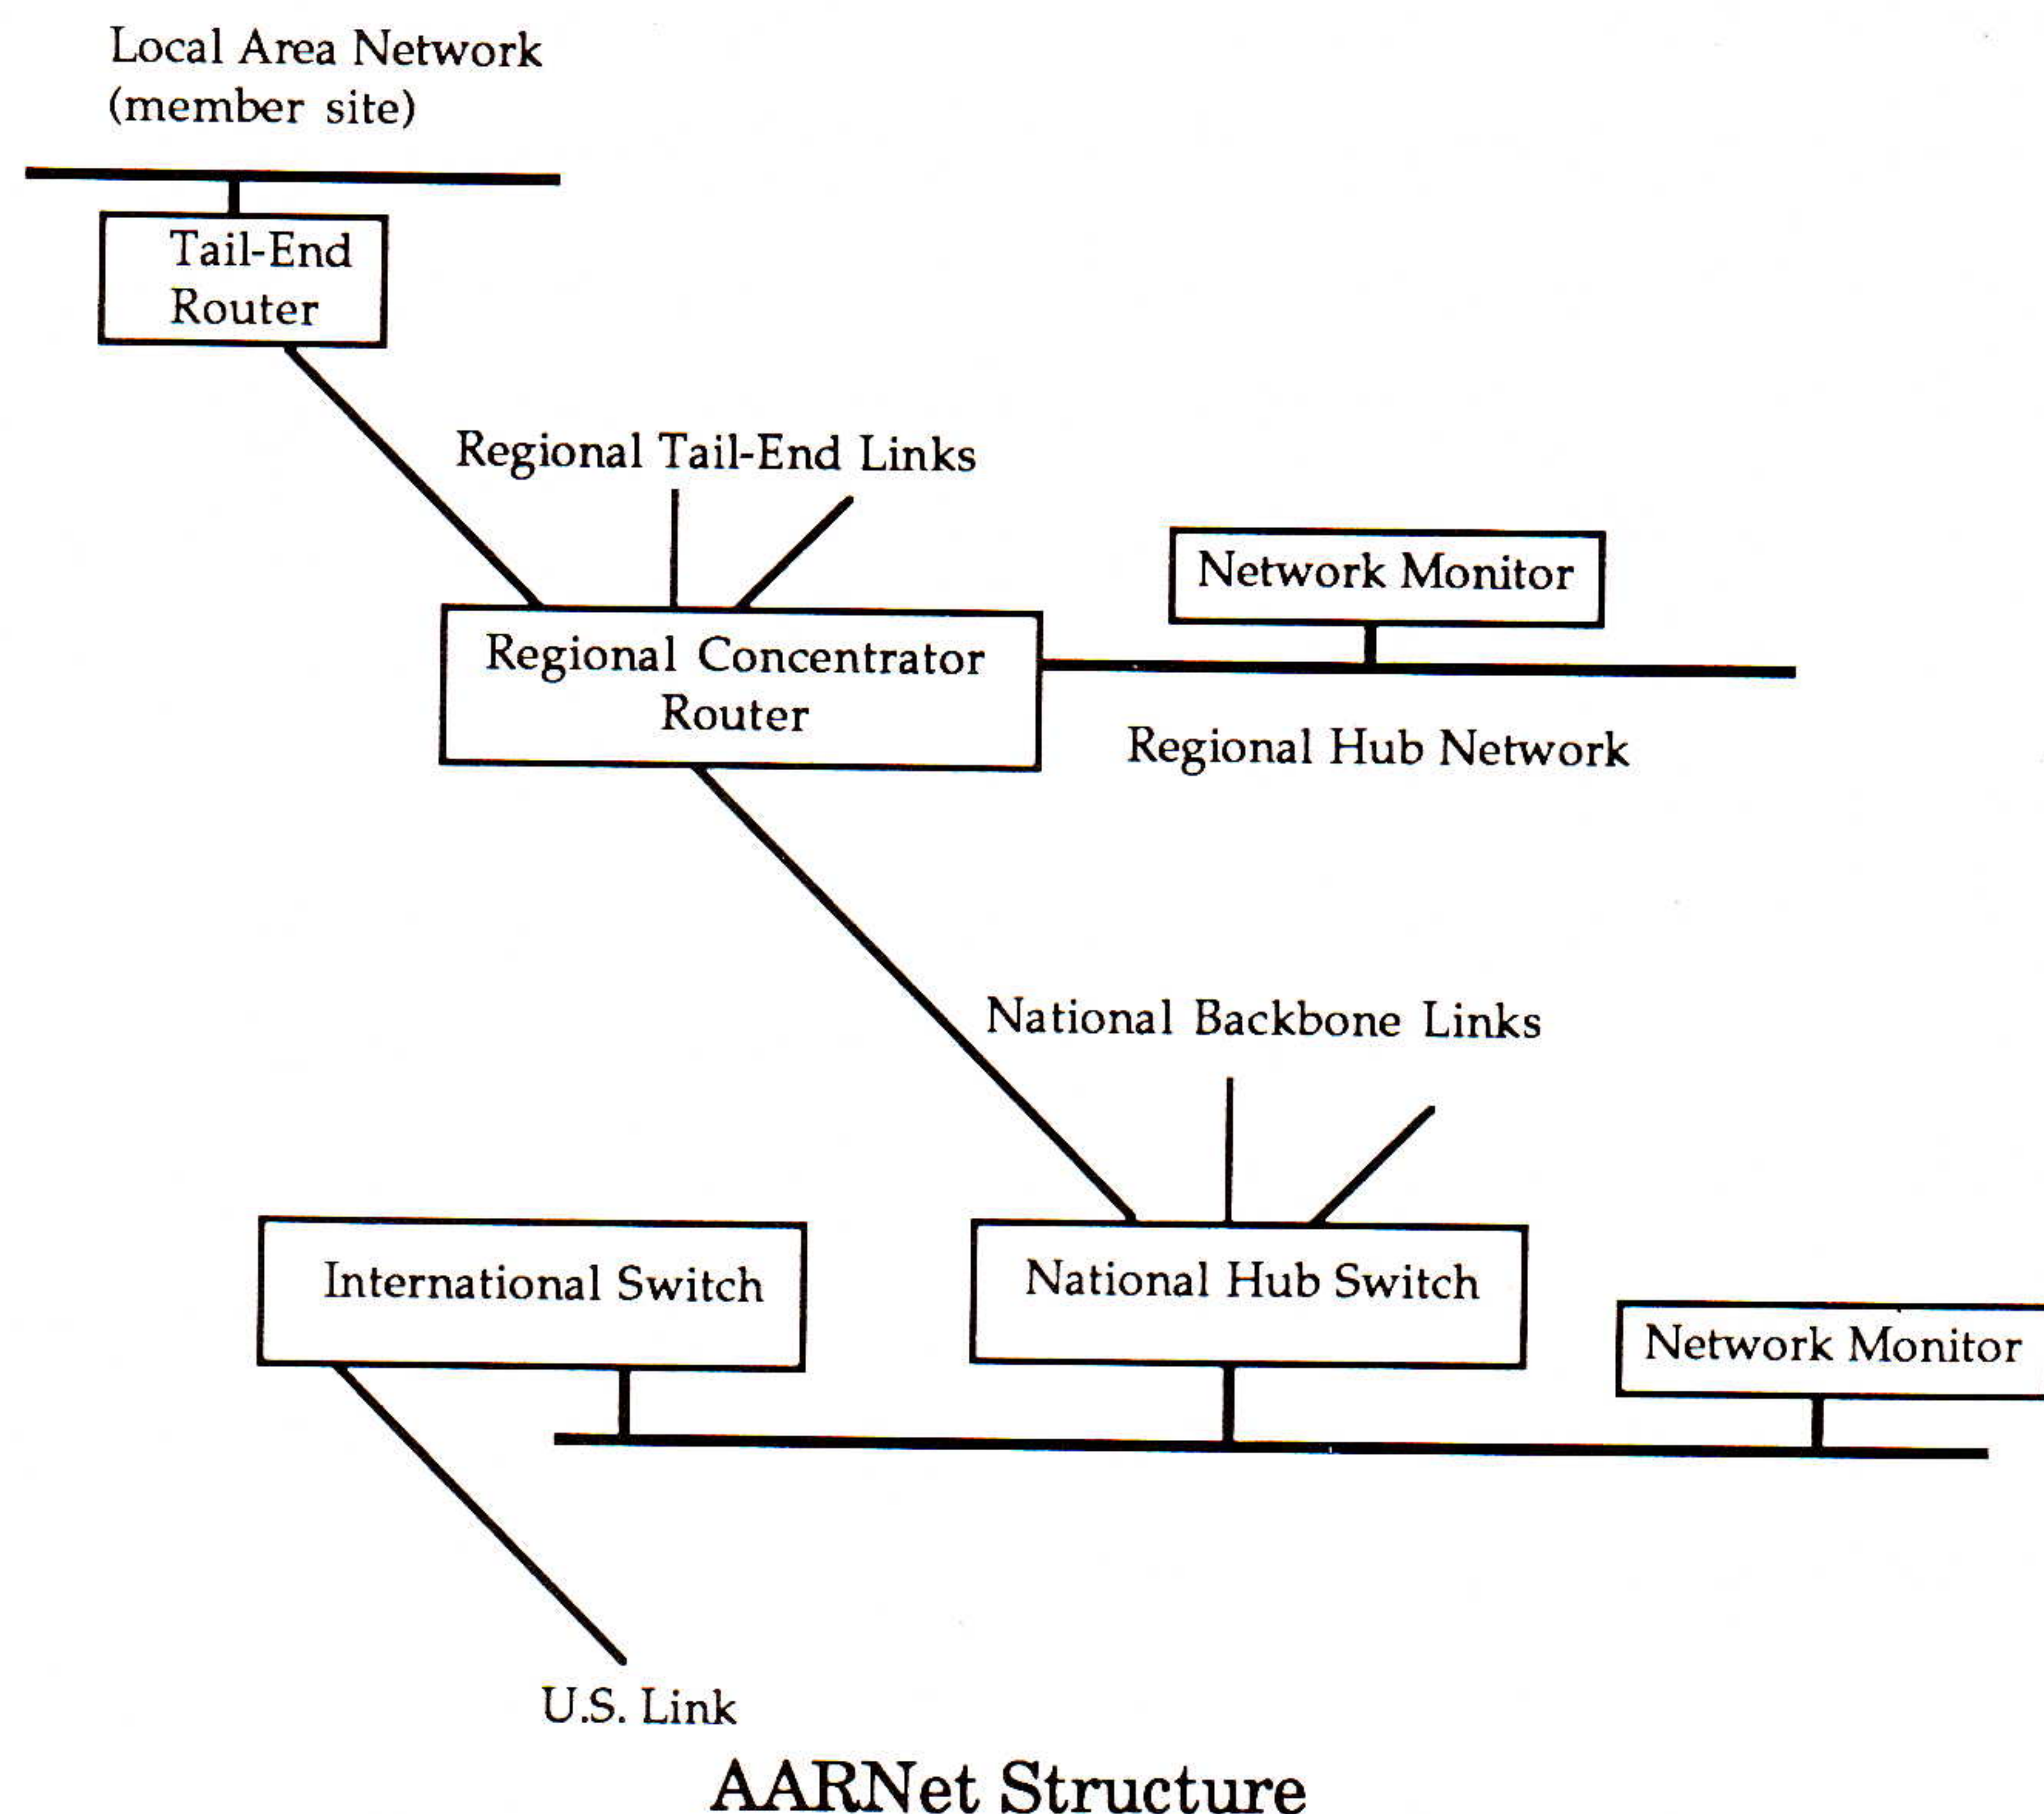 Local Area Network
(member site)
Tail-End
Router
Regional Tail-End Links
Network Monitor
Regional Concentrator
Router
Regional Hub Network
National Backbone Links
International Switch
National Hub Switch
Network Monitor
U.S. Link
AARNet Structure